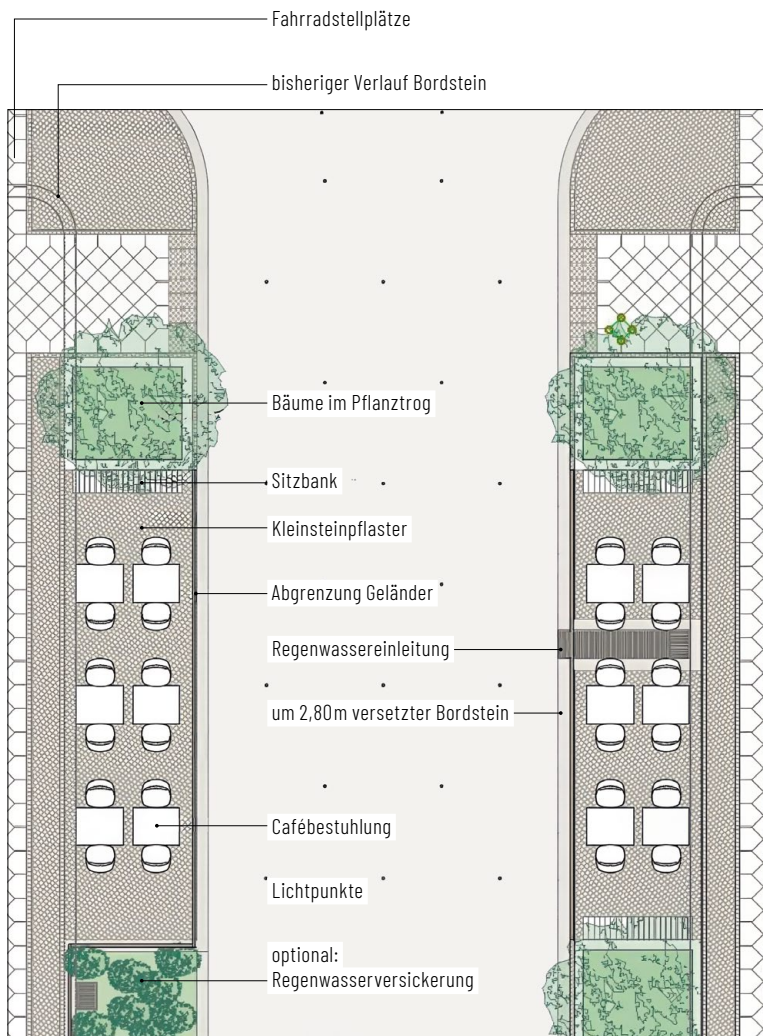 Fahrradstellplätze
bisheriger Verlauf Bordstein
Bäume im Pflanztrog
Sitzbank
Kleinsteinpflaster
Abgrenzung Geländer
Regenwassereinleitung
um 2,80m versetzter Bordstein
Cafébestuhlung
Lichtpunkte
optional:
Regenwasserversickerung